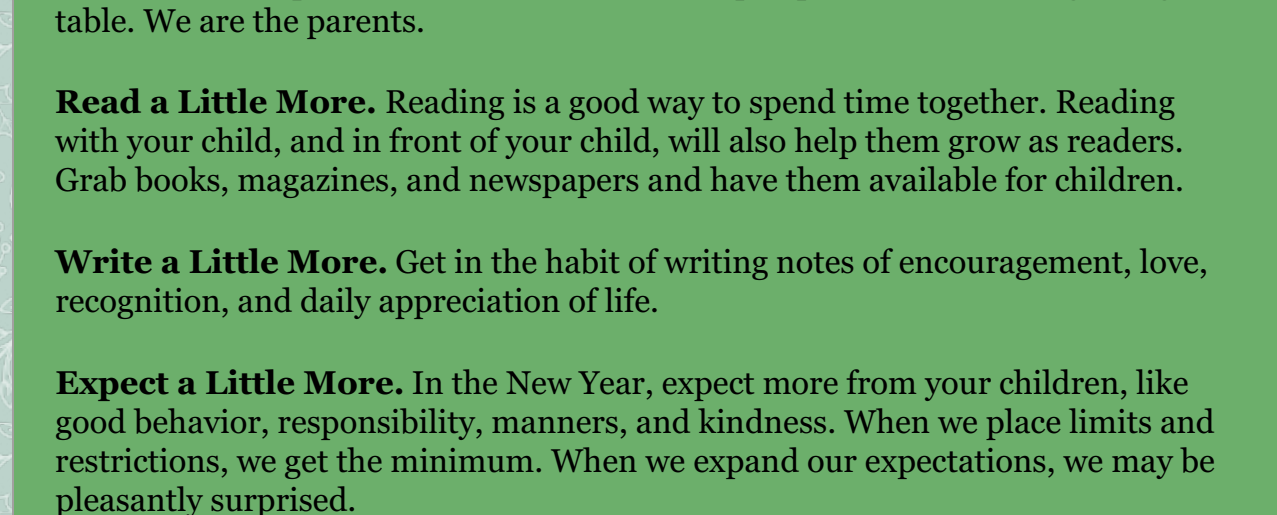 table. We are the parents.
Read a Little More. Reading is a good way to spend time together. Reading
with your child, and in front of your child, will also help them grow as readers.
Grab books, magazines, and newspapers and have them available for children.
Write a Little More. Get in the habit of writing notes of encouragement, love,
recognition, and daily appreciation of life.
Expect a Little More. In the New Year, expect more from your children, like
good behavior, responsibility, manners, and kindness. When we place limits and
restrictions, we get the minimum. When we expand our expectations, we may be
pleasantly surprised.